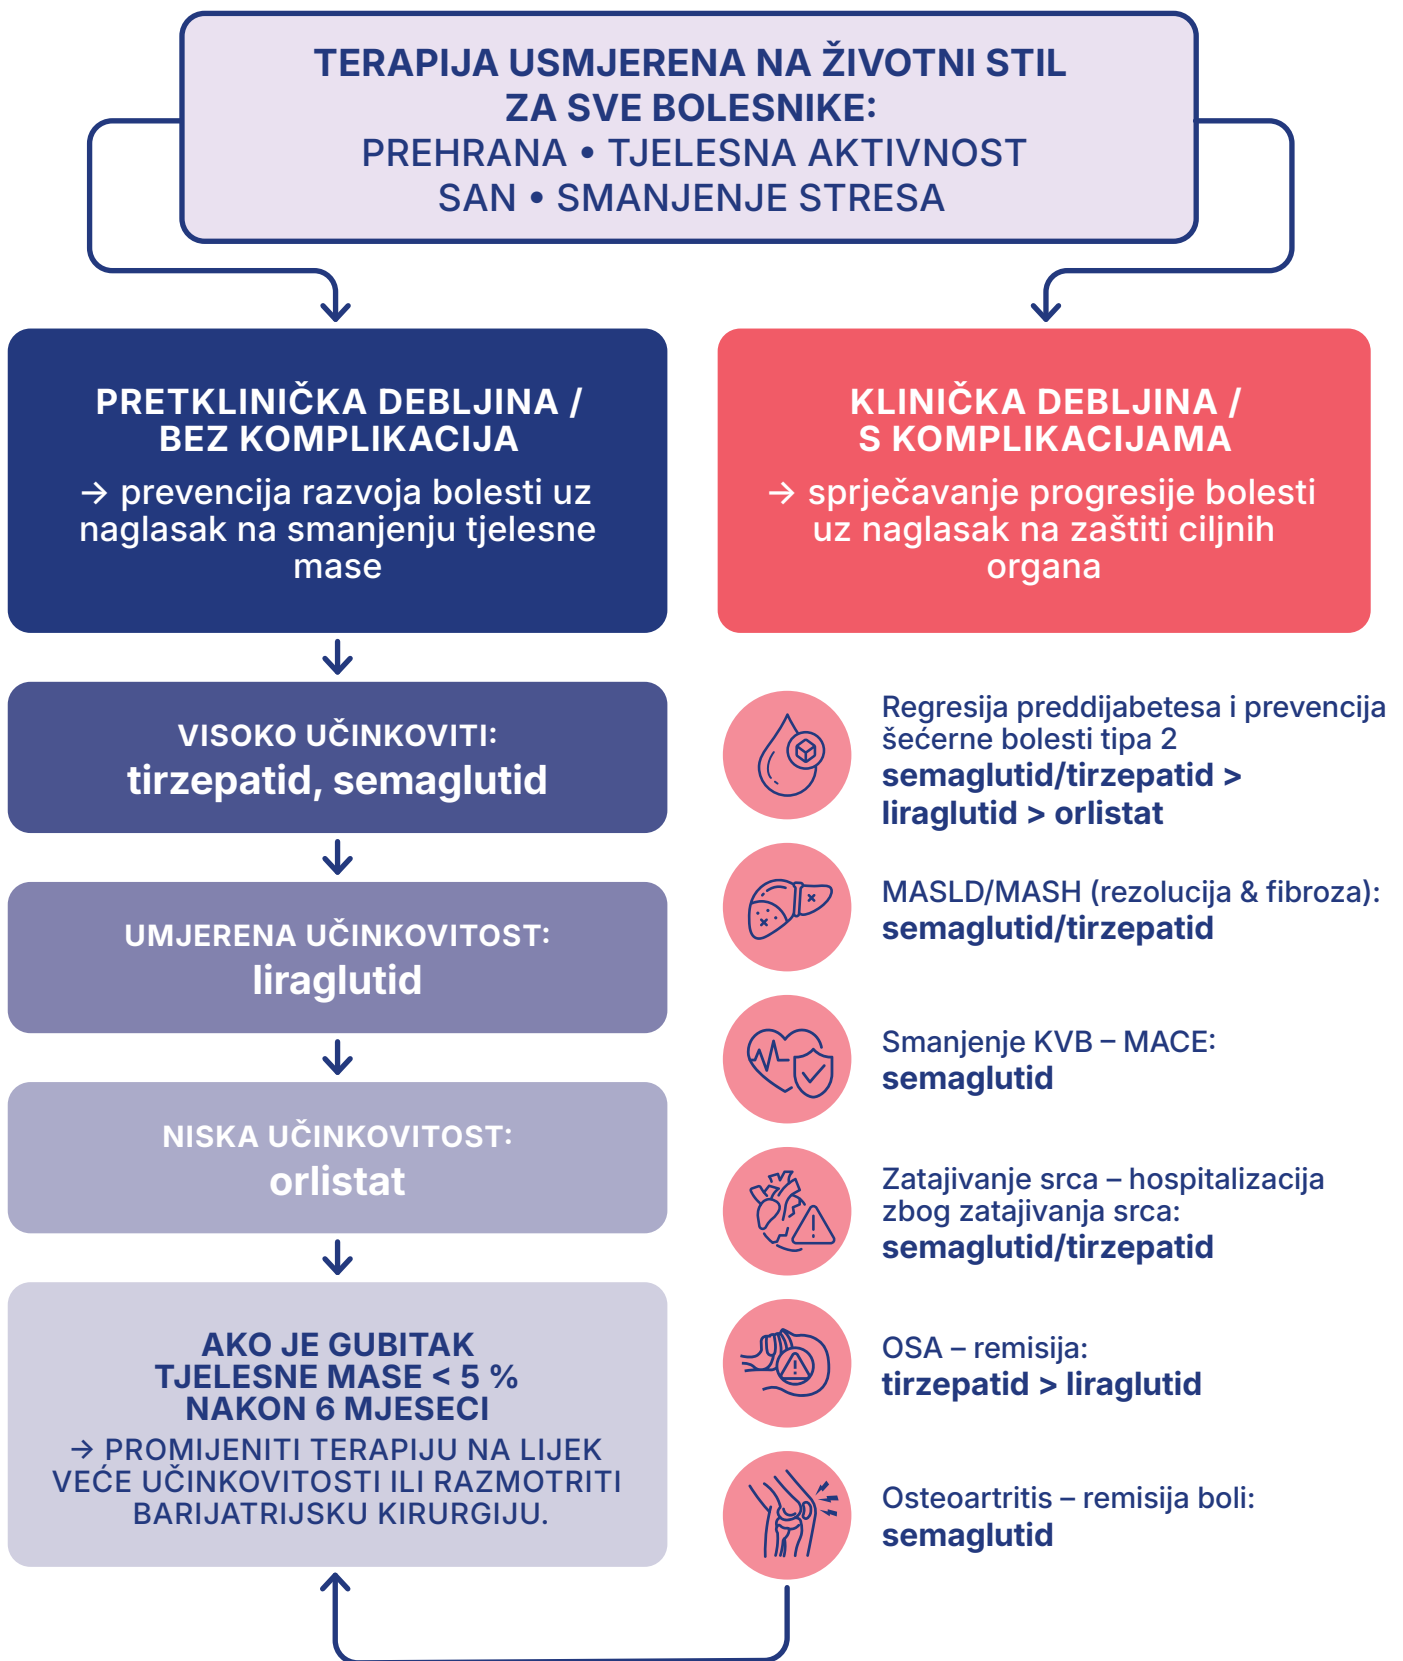 TERAPIJA USMJERENA NA ŽIVOTNI STIL
ZA SVE BOLESNIKE:
PREHRANA • TJELESNA AKTIVNOST
SAN • SMANJENJE STRESA
PRETKLINIČKA DEBLJINA /
BEZ KOMPLIKACIJA
→ prevencija razvoja bolesti uz
naglasak na smanjenju tjelesne
mase
VISOKO UČINKOVITI:
tirzepatid, semaglutid
UMJERENA UČINKOVITOST:
liraglutid
NISKA UČINKOVITOST:
orlistat
AKO JE GUBITAK
TJELESNE MASE < 5 %
NAKON 6 MJESECI
→ PROMIJENITI TERAPIJU NA LIJEK
VEĆE UČINKOVITOSTI ILI RAZMOTRITI
BARIJATRIJSKU KIRURGIJU.
KLINIČKA DEBLJINA /
S KOMPLIKACIJAMA
→ sprječavanje progresije bolesti
uz naglasak na zaštiti ciljnih
organa
Regresija preddijabetesa i prevencija
šećerne bolesti tipa 2
semaglutid/tirzepatid >
liraglutid > orlistat
MASLD/MASH (rezolucija & fibroza):
semaglutid/tirzepatid
Smanjenje KVB – MACE:
semaglutid
Zatajivanje srca – hospitalizacija
zbog zatajivanja srca:
semaglutid/tirzepatid
OSA – remisija:
tirzepatid > liraglutid
Osteoartritis – remisija boli:
semaglutid